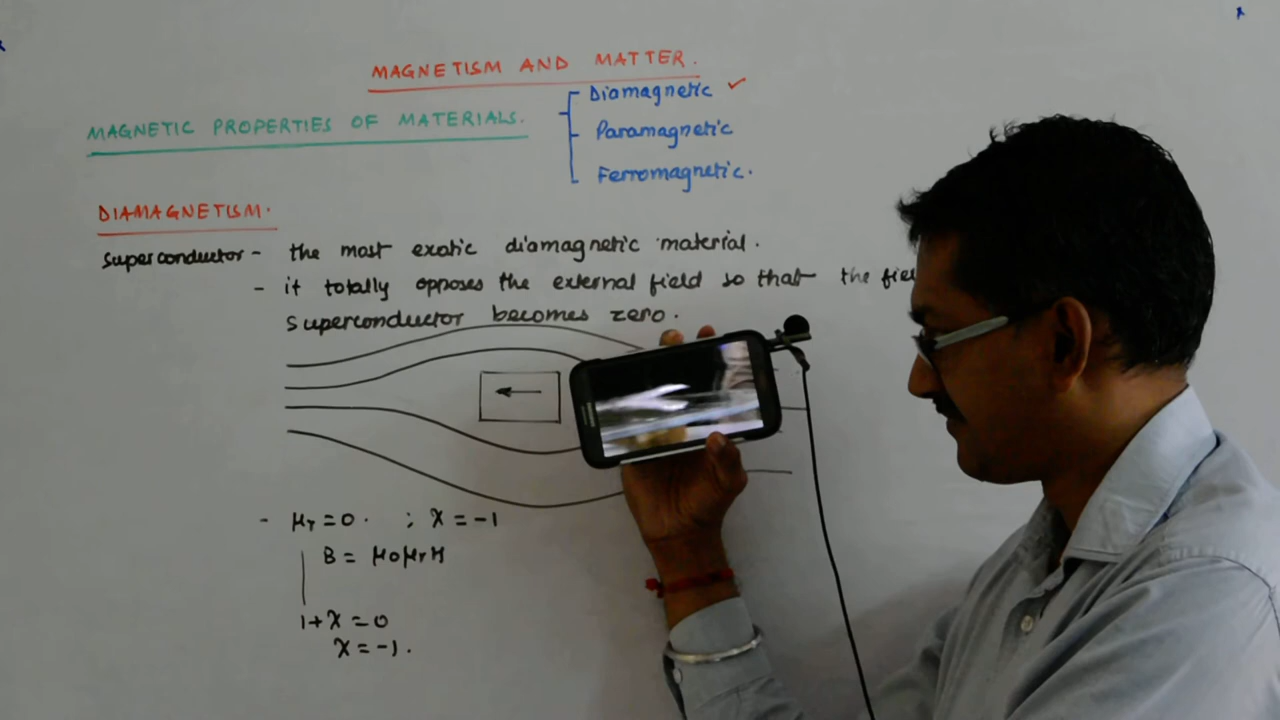 MAGNETISM AND MATTER.
MAGNETIC PROPERTIES OF MATERIALS.
Diamagnetic ✓
Paramagnetic
Ferromagnetic.
DIAMAGNETISM.
Superconductor - the most exotic diamagnetic material.
- it totally opposes the external field so that the
Superconductor becomes zero.
- μr = 0. ; χ = -1
B = μ0μrH
1+χ = 0
χ = -1.